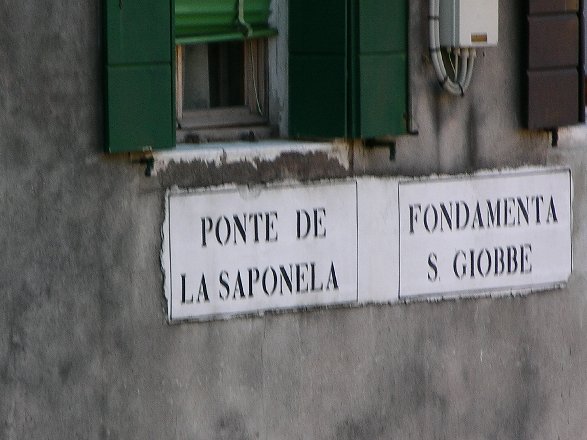 PONTE DE
LA SAPONELA
FONDAMENTA
S. GIOBBE